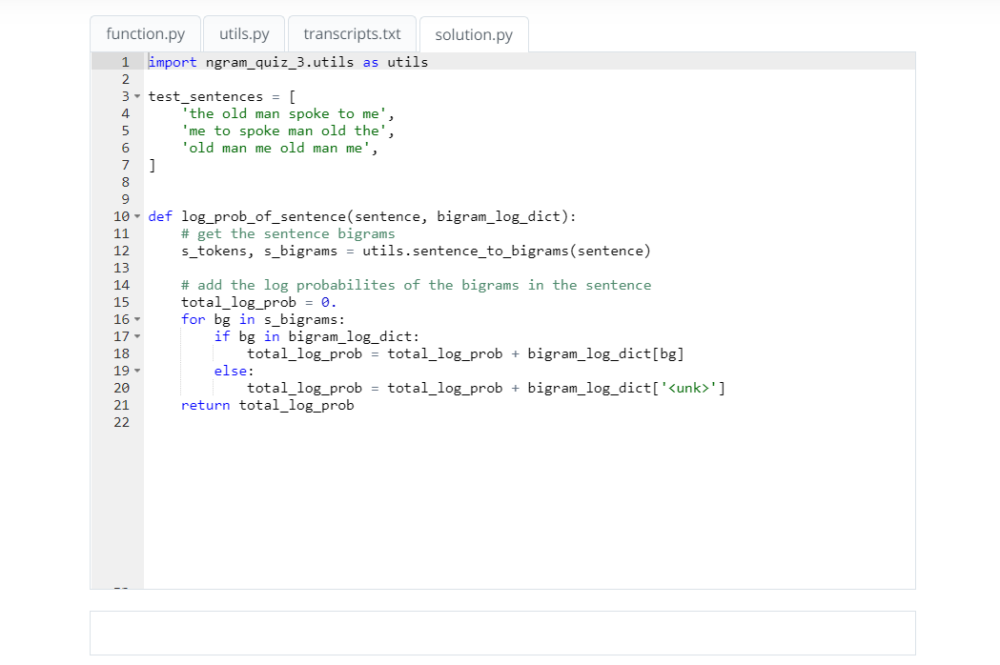 function.py utils.py transcripts.txt solution.py
1 import ngram_quiz_3.utils as utils
2
3 test_sentences = [
4     'the old man spoke to me',
5     'me to spoke man old the',
6     'old man me old man me',
7 ]
8
9
10 def log_prob_of_sentence(sentence, bigram_log_dict):
11     # get the sentence bigrams
12     s_tokens, s_bigrams = utils.sentence_to_bigrams(sentence)
13
14     # add the log probabilites of the bigrams in the sentence
15     total_log_prob = 0.
16     for bg in s_bigrams:
17         if bg in bigram_log_dict:
18             total_log_prob = total_log_prob + bigram_log_dict[bg]
19         else:
20             total_log_prob = total_log_prob + bigram_log_dict['<unk>']
21     return total_log_prob
22